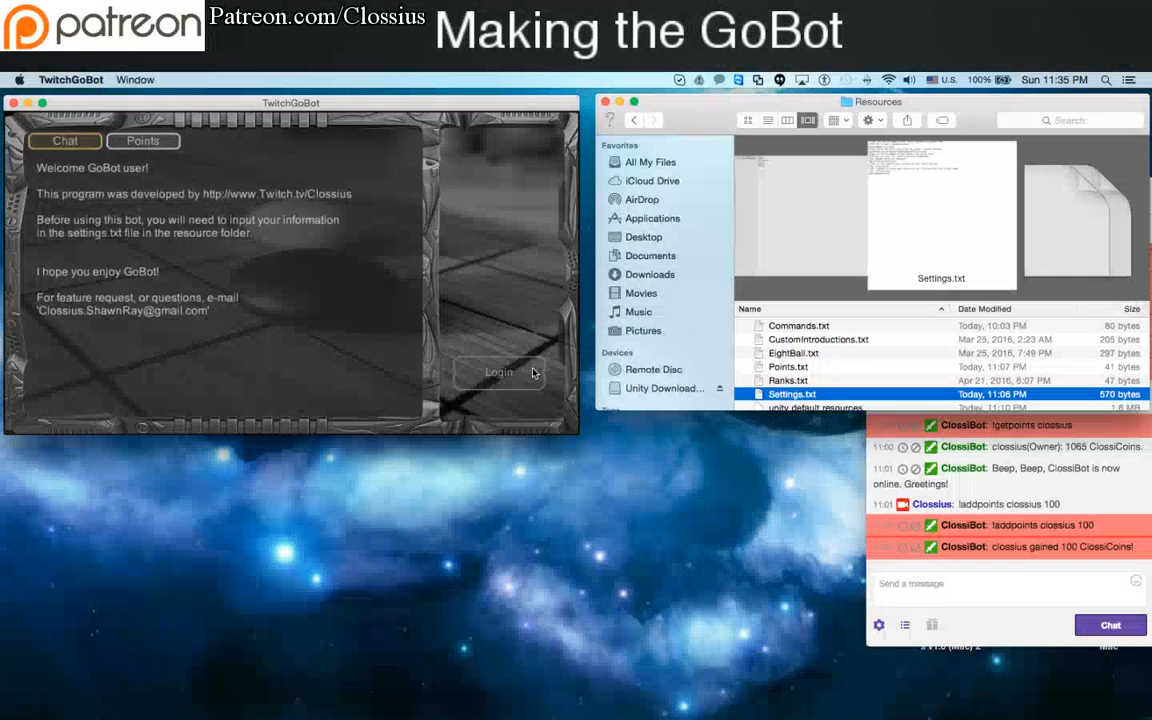 patreon
Patreon.com/Clossius
Making the GoBot
TwitchGoBot Window
U.S. 100% Sun 11:35 PM
TwitchGoBot
Chat Points
Welcome GoBot user!
This program was developed by http://www.Twitch.tv/Clossius
Before using this bot, you will need to input your information
in the settings.txt file in the resource folder.
I hope you enjoy GoBot!
For feature request, or questions, e-mail
'Clossius.ShawnRay@gmail.com'
Login
Resources
Search
Favorites
All My Files
iCloud Drive
AirDrop
Applications
Desktop
Documents
Downloads
Movies
Music
Pictures
Devices
Remote Disc
Unity Download...
Settings.txt
Name Date Modified Size
Commands.txt Today, 10:03 PM 80 bytes
CustomIntroductions.txt Mar 25, 2016, 2:23 AM 205 bytes
EightBall.txt Mar 25, 2016, 7:49 PM 297 bytes
Points.txt Today, 11:07 PM 41 bytes
Ranks.txt Apr 21, 2016, 6:07 PM 47 bytes
Settings.txt Today, 11:06 PM 570 bytes
unity default resources
ClossiBot: !getpoints clossius
11:00 ClossiBot: clossius(Owner): 1065 ClossiCoins.
11:01 ClossiBot: Beep, Beep, ClossiBot is now
online. Greetings!
11:01 Clossius: !addpoints clossius 100
ClossiBot: !addpoints clossius 100
ClossiBot: clossius gained 100 ClossiCoins!
Send a message
Chat